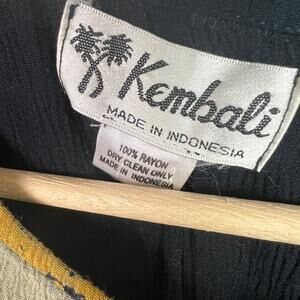 Kembali
MADE IN INDONESIA
100% RAYON
DRY CLEAN ONLY
MADE IN INDONESIA